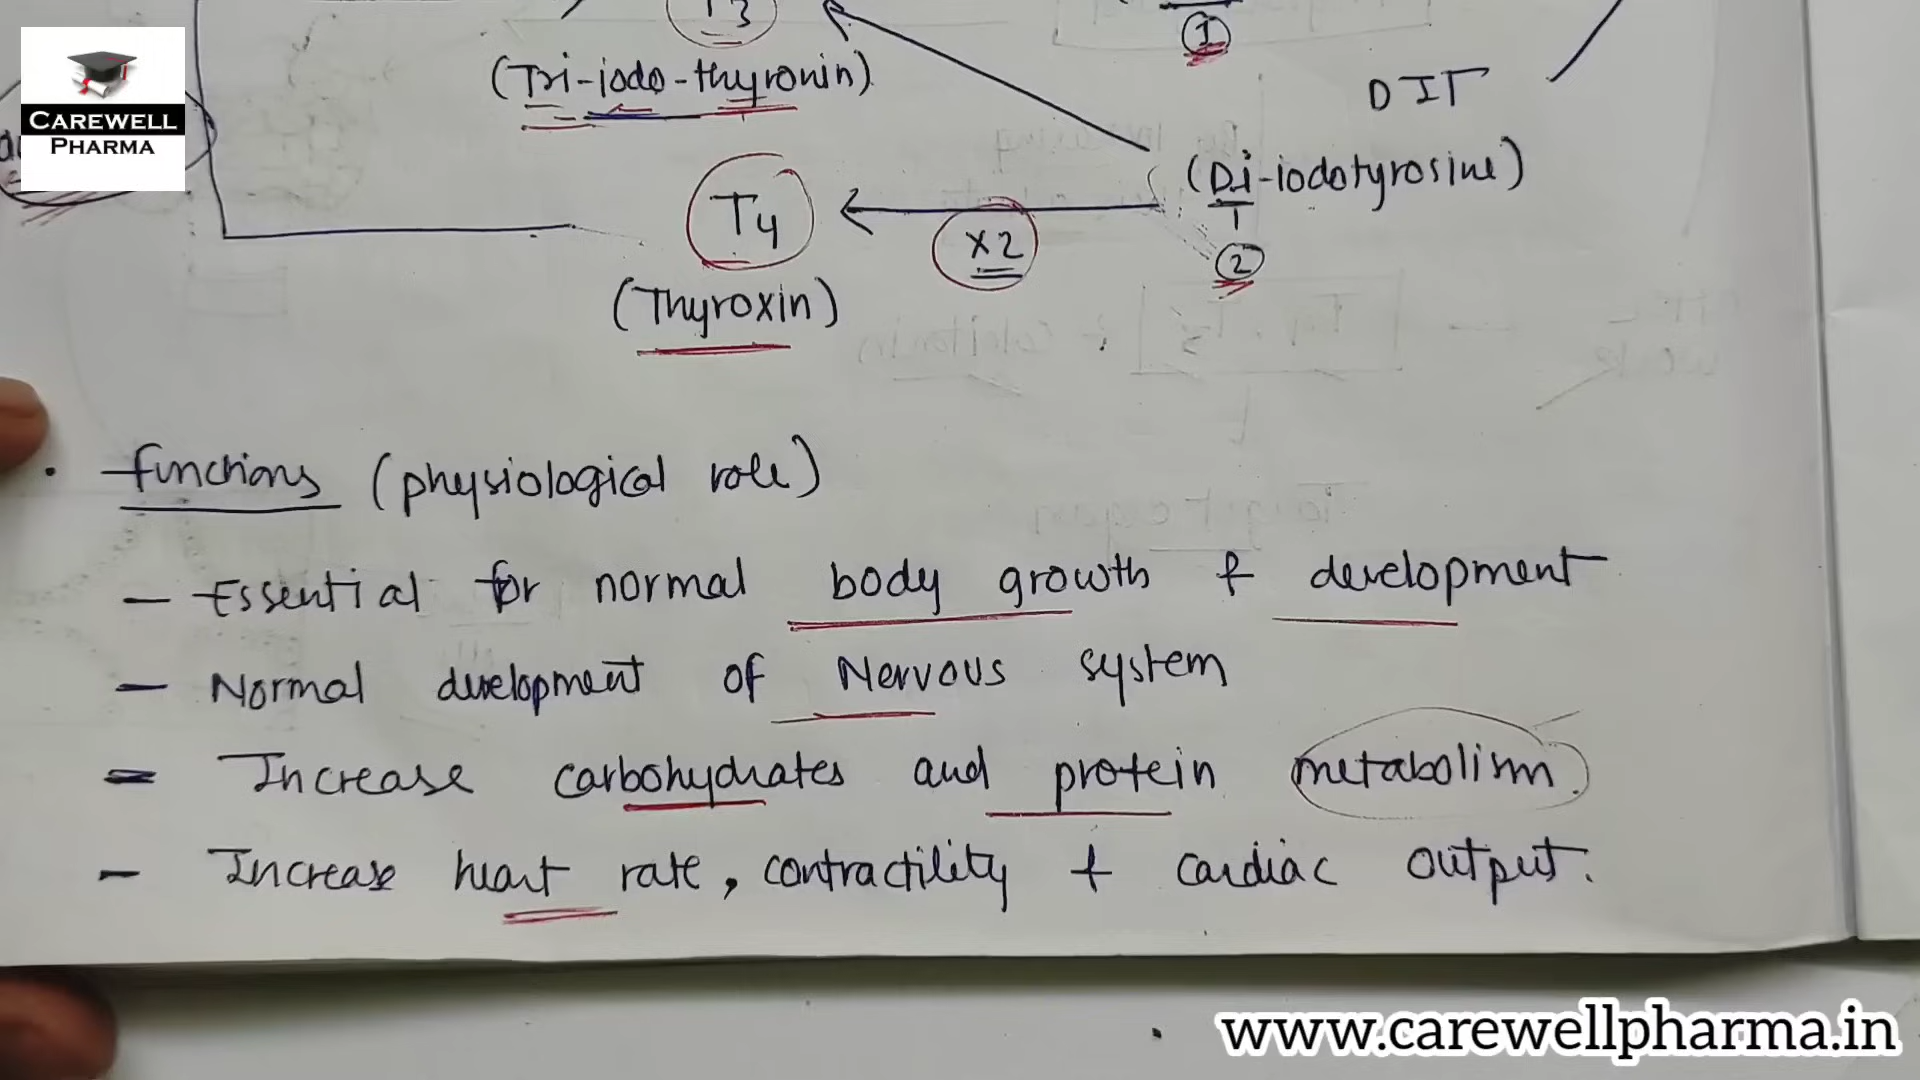 T3
1
(Tri-iodo-thyronin)
DIT
CAREWELL
PHARMA
(Di-iodotyrosine)
T4
x2
2
(Thyroxin)
functions (physiological role)
- Essential for normal body growth & development
- Normal development of Nervous system
- Increase carbohydrates and protein metabolism.
- Increase heart rate, contractility + cardiac output.
www.carewellpharma.in